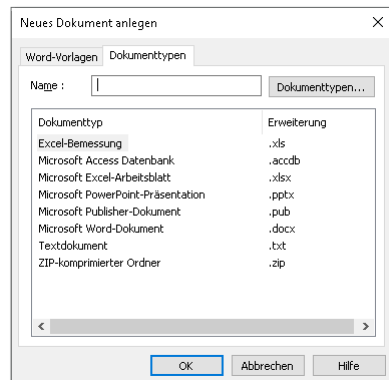 Neues Dokument anlegen
Word-Vorlagen Dokumenttypen
Name :
Dokumenttypen...
Dokumenttyp Erweiterung
Excel-Bemessung .xls
Microsoft Access Datenbank .accdb
Microsoft Excel-Arbeitsblatt .xlsx
Microsoft PowerPoint-Präsentation .pptx
Microsoft Publisher-Dokument .pub
Microsoft Word-Dokument .docx
Textdokument .txt
ZIP-komprimierter Ordner .zip
OK Abbrechen Hilfe